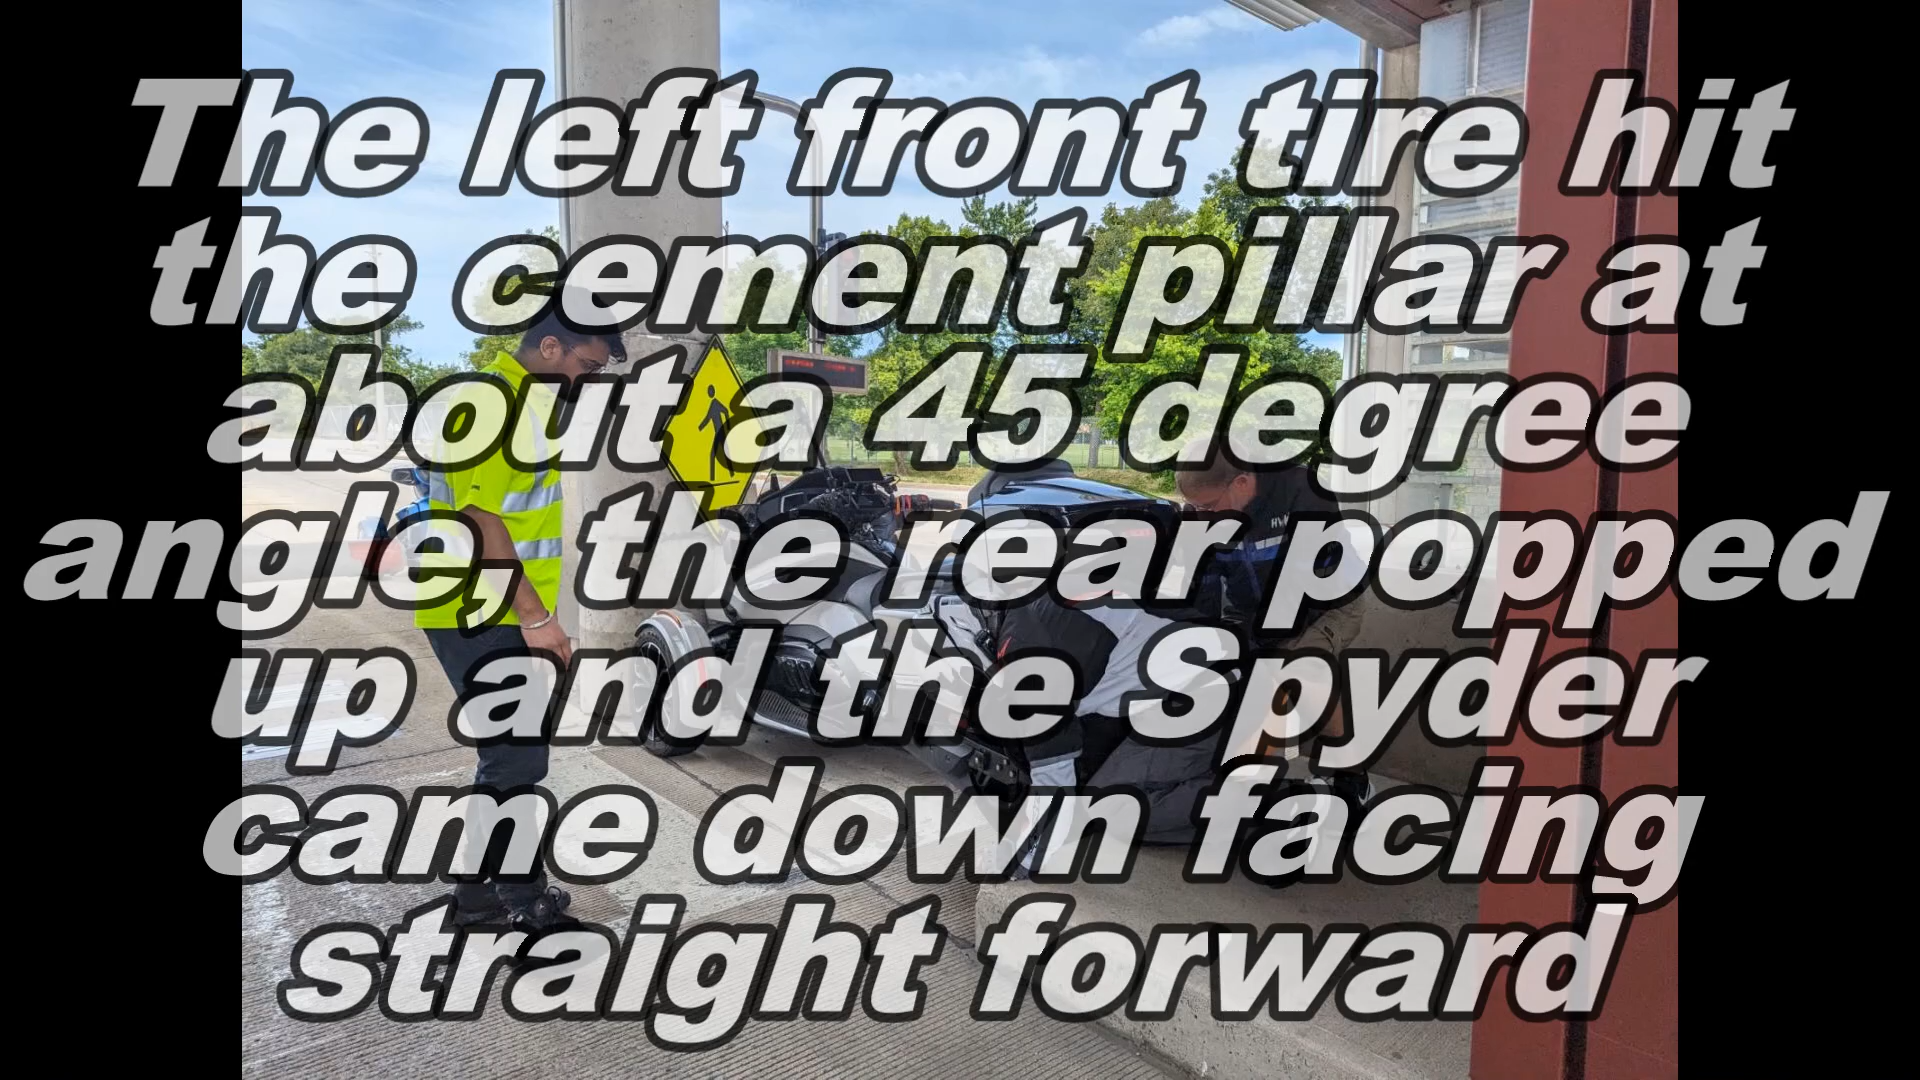 The left front tire hit
the cement pillar at
about a 45 degree
angle, the rear popped
up and the Spyder
came down facing
straight forward